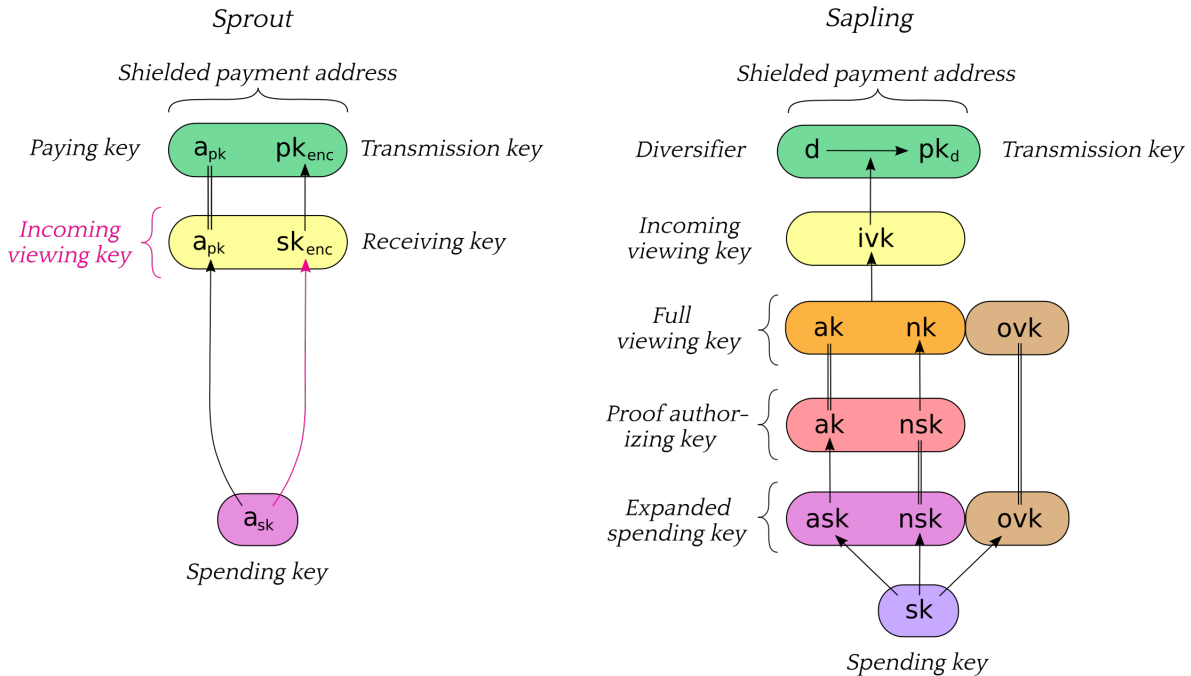 Sprout
Shielded payment address
Paying key
a_pk pk_enc
Transmission key
Incoming
viewing key
a_pk sk_enc
Receiving key
a_sk
Spending key
Sapling
Shielded payment address
Diversifier
d pk_d
Transmission key
Incoming
viewing key
ivk
Full
viewing key
ak nk ovk
Proof author-
izing key
ak nsk
Expanded
spending key
ask nsk ovk
sk
Spending key